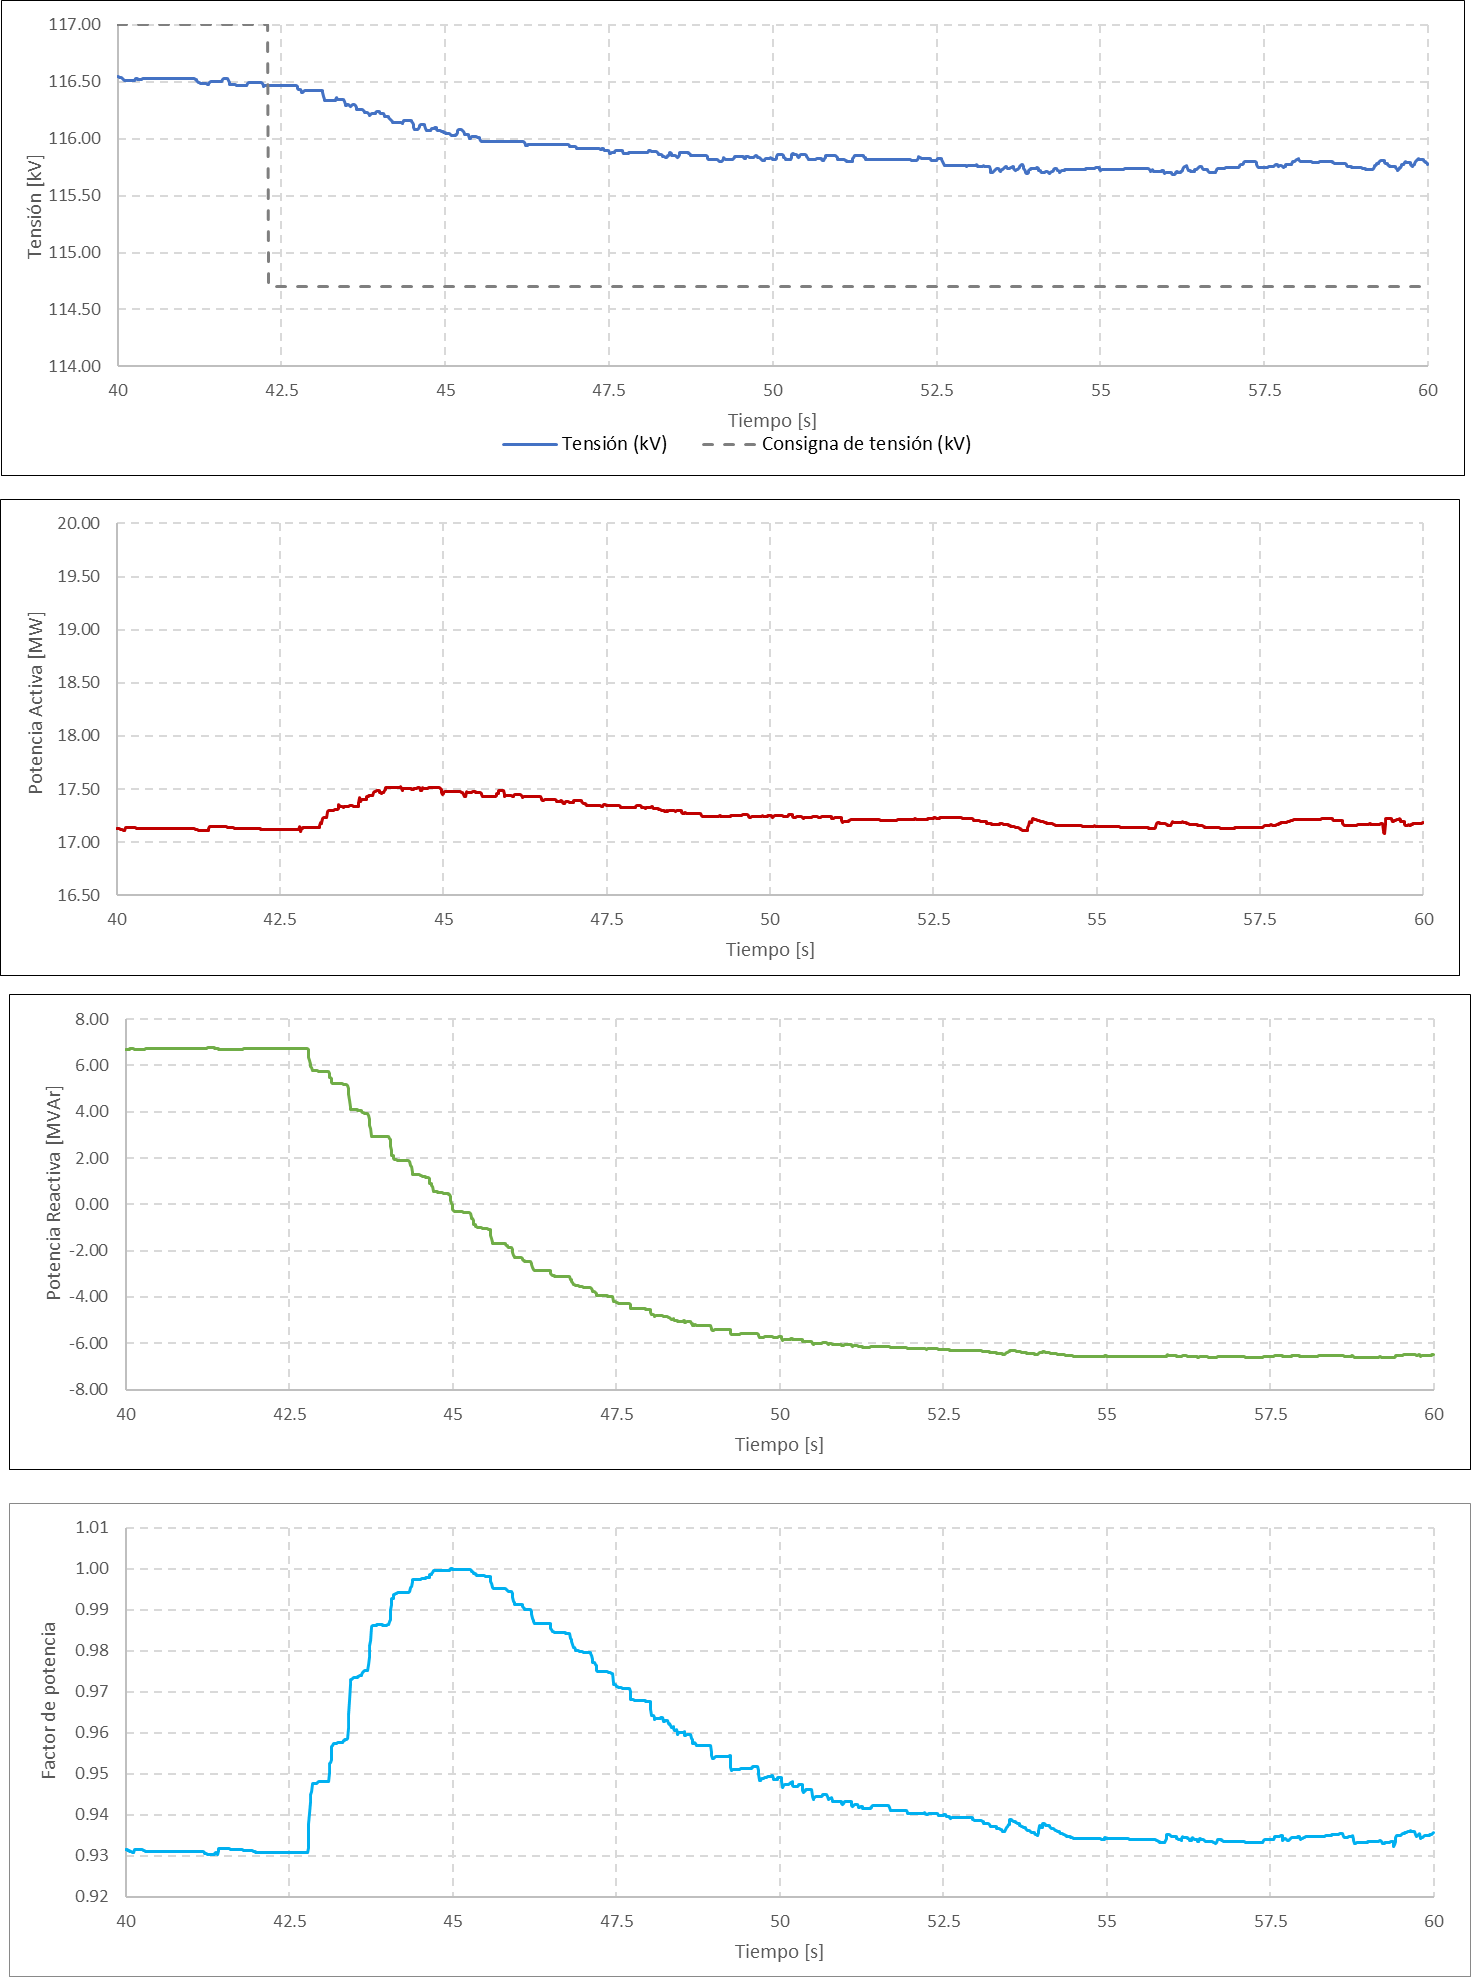 117.00
116.50
116.00
115.50
115.00
114.50
114.00
Tensión [kV]
40 42.5 45 47.5 50 52.5 55 57.5 60
Tiempo [s]
Tensión (kV) Consigna de tensión (kV)
20.00
19.50
19.00
18.50
18.00
17.50
17.00
16.50
Potencia Activa [MW]
40 42.5 45 47.5 50 52.5 55 57.5 60
Tiempo [s]
8.00
6.00
4.00
2.00
0.00
-2.00
-4.00
-6.00
-8.00
Potencia Reactiva [MVAr]
40 42.5 45 47.5 50 52.5 55 57.5 60
Tiempo [s]
1.01
1.00
0.99
0.98
0.97
0.96
0.95
0.94
0.93
0.92
Factor de potencia
40 42.5 45 47.5 50 52.5 55 57.5 60
Tiempo [s]